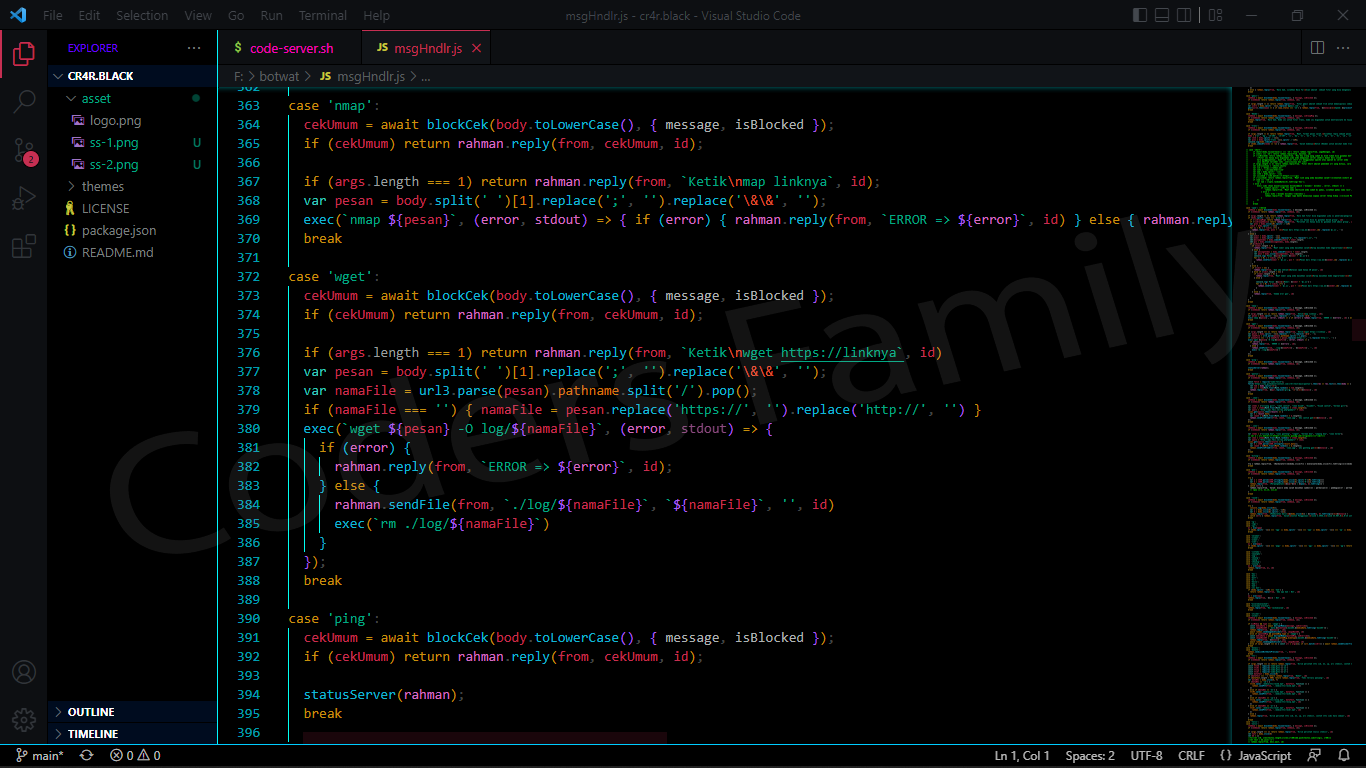 File Edit Selection View Go Run Terminal Help
msgHndlr.js - cr4r.black - Visual Studio Code
EXPLORER
CR4R.BLACK
asset
logo.png
ss-1.png U
ss-2.png U
themes
LICENSE
package.json
README.md
OUTLINE
TIMELINE
2
$ code-server.sh
JS msgHndlr.js
F: > botwat > JS msgHndlr.js > ...
362
363 case 'nmap':
364 cekUmum = await blockCek(body.toLowerCase(), { message, isBlocked });
365 if (cekUmum) return rahman.reply(from, cekUmum, id);
366
367 if (args.length === 1) return rahman.reply(from, `Ketik\nmap linknya`, id);
368 var pesan = body.split(' ')[1].replace(';', '').replace('\&\&', '');
369 exec(`nmap ${pesan}`, (error, stdout) => { if (error) { rahman.reply(from, `ERROR => ${error}`, id) } else { rahman.reply
370 break
371
372 case 'wget':
373 cekUmum = await blockCek(body.toLowerCase(), { message, isBlocked });
374 if (cekUmum) return rahman.reply(from, cekUmum, id);
375
376 if (args.length === 1) return rahman.reply(from, `Ketik\nwget https://linknya`, id)
377 var pesan = body.split(' ')[1].replace(';', '').replace('\&\&', '');
378 var namaFile = url3.parse(pesan).pathname.split('/').pop();
379 if (namaFile === '') { namaFile = pesan.replace('https://', '').replace('http://', '') }
380 exec(`wget ${pesan} -O log/${namaFile}`, (error, stdout) => {
381 if (error) {
382 rahman.reply(from, `ERROR => ${error}`, id);
383 } else {
384 rahman.sendFile(from, `./log/${namaFile}`, `${namaFile}`, '', id)
385 exec(`rm ./log/${namaFile}`)
386 }
387 });
388 break
389
390 case 'ping':
391 cekUmum = await blockCek(body.toLowerCase(), { message, isBlocked });
392 if (cekUmum) return rahman.reply(from, cekUmum, id);
393
394 statusServer(rahman);
395 break
396
Coders Family
main* 0 0 Ln 1, Col 1 Spaces: 2 UTF-8 CRLF {} JavaScript